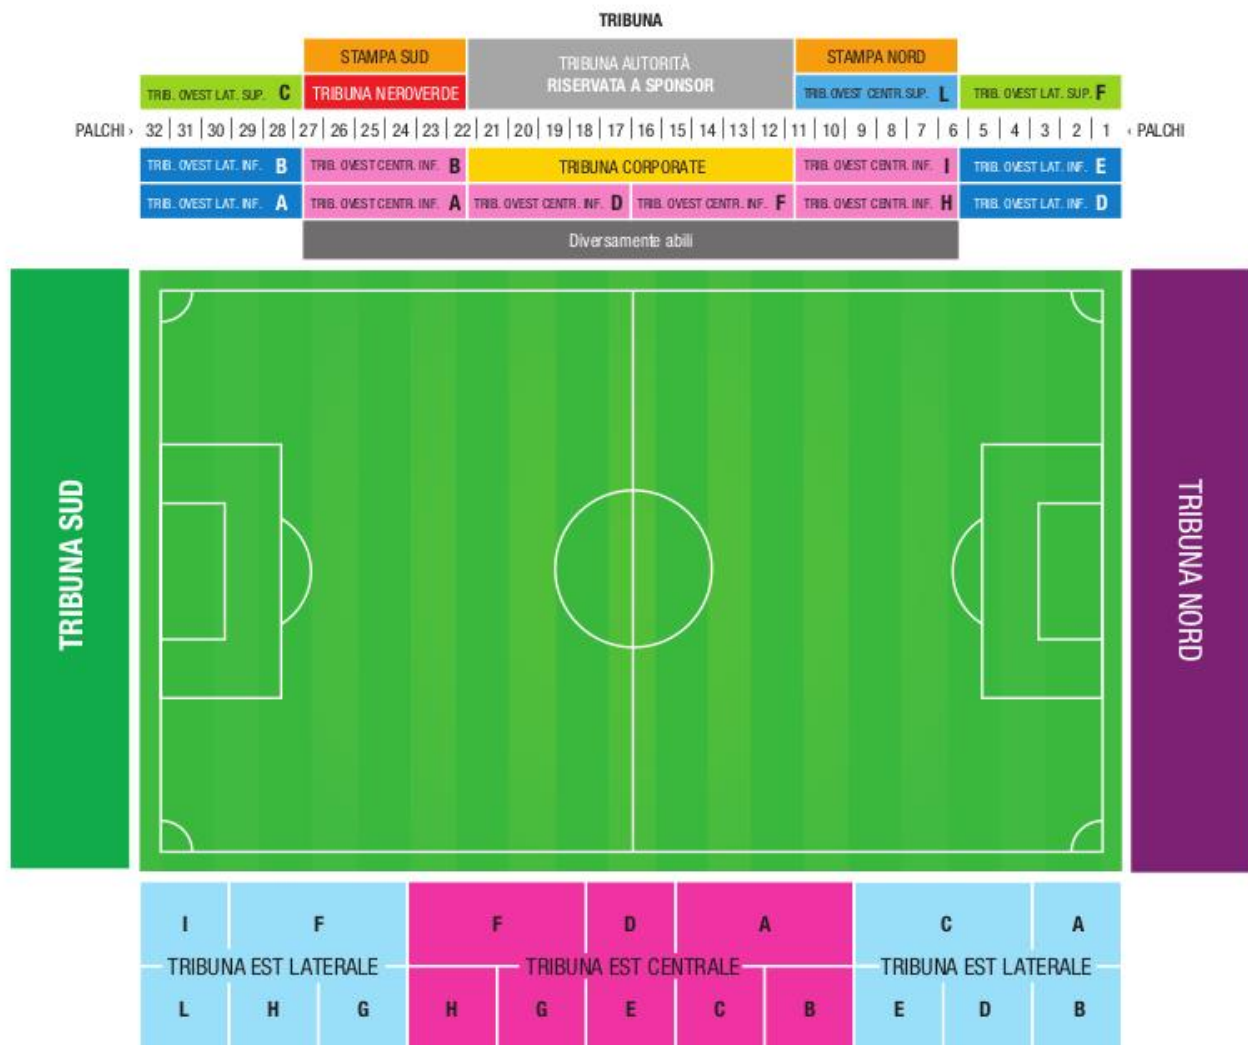 TRIBUNA
STAMPA SUD
TRIBUNA AUTORITÀ
RISERVATA A SPONSOR
STAMPA NORD
TRIB. OVEST LAT. SUP. C
TRIBUNA NEROVERDE
TRIB. OVEST CENTR. SUP. L
TRIB. OVEST LAT. SUP. F
PALCHI › 32 | 31 | 30 | 29 | 28 | 27 | 26 | 25 | 24 | 23 | 22 | 21 | 20 | 19 | 18 | 17 | 16 | 15 | 14 | 13 | 12 | 11 | 10 | 9 | 8 | 7 | 6 | 5 | 4 | 3 | 2 | 1 ‹ PALCHI
TRIB. OVEST LAT. INF. B
TRIB. OVEST CENTR. INF. B
TRIBUNA CORPORATE
TRIB. OVEST CENTR. INF. I
TRIB. OVEST LAT. INF. E
TRIB. OVEST LAT. INF. A
TRIB. OVEST CENTR. INF. A
TRIB. OVEST CENTR. INF. D
TRIB. OVEST CENTR. INF. F
TRIB. OVEST CENTR. INF. H
TRIB. OVEST LAT. INF. D
Diversamente abili
TRIBUNA SUD
TRIBUNA NORD
I F F D A C A
TRIBUNA EST LATERALE
TRIBUNA EST CENTRALE
TRIBUNA EST LATERALE
L H G H G E C B E D B